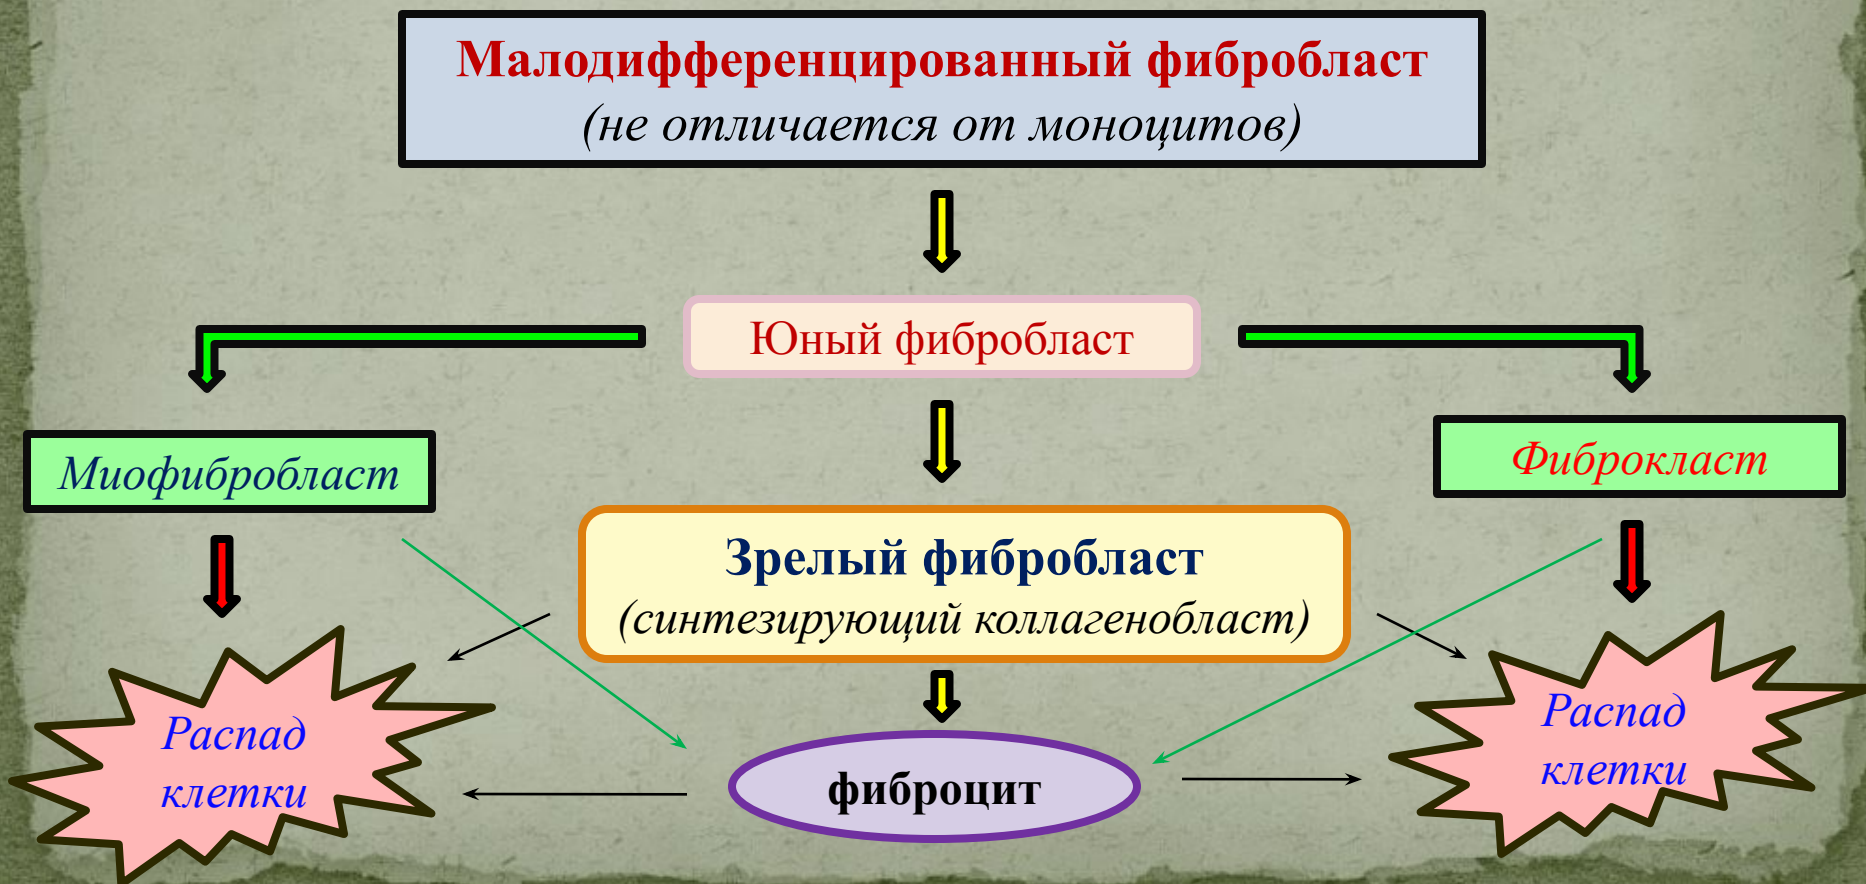 Малодифференцированный фибробласт
(не отличается от моноцитов)
Юный фибробласт
Миофибробласт
Фиброкласт
Зрелый фибробласт
(синтезирующий коллагенобласт)
Распад
клетки
фиброцит
Распад
клетки